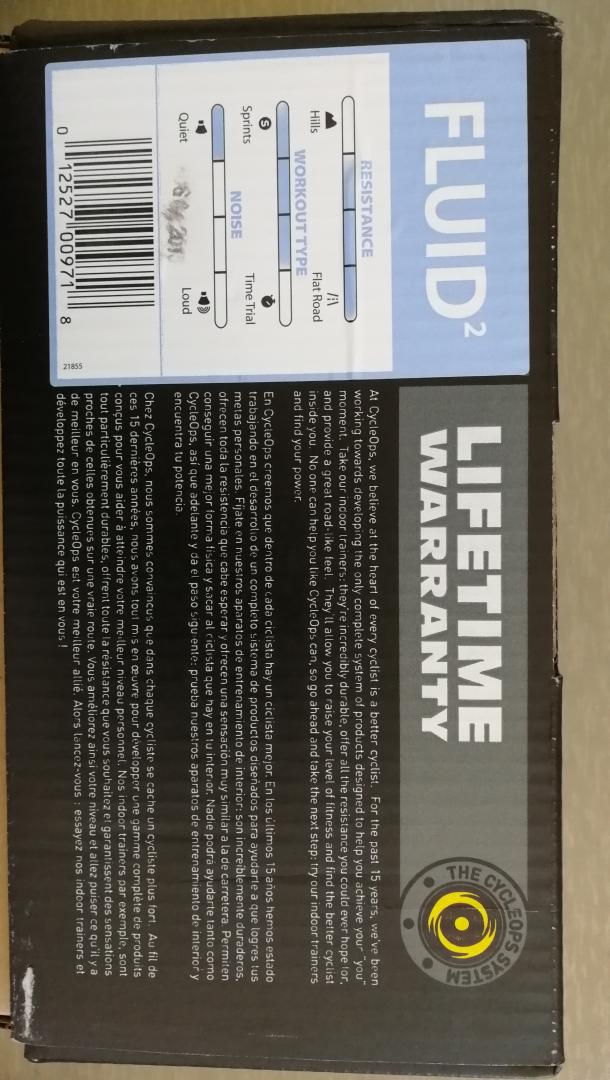 FLUID²
RESISTANCE
Hills
Flat Road
WORKOUT TYPE
S
Sprints
Time Trial
NOISE
Quiet
Loud
0 12527 00971 8
21855
LIFETIME
WARRANTY
THE CYCLEOPS SYSTEM
At CycleOps, we believe at the heart of every cyclist is a better cyclist. For the past 15 years, we've been
working towards developing the only complete system of products designed to help you achieve your "you"
moment. Take our indoor trainers: they're incredibly durable, offer all the resistance you could ever hope for,
and provide a great road-like feel. They'll allow you to raise your level of fitness and find the better cyclist
inside you. No one can help you like CycleOps can, so go ahead and take the next step: try our indoor trainers
and find your power.
En CycleOps creemos que dentro de cada ciclista hay un ciclista mejor. En los últimos 15 años hemos estado
trabajando en el desarrollo de un completo sistema de productos diseñados para ayudarte a que logres tus
metas personales. Fíjate en nuestros aparatos de entrenamiento de interior: son increíblemente duraderos,
ofrecen toda la resistencia que cabe esperar y ofrecen una sensación muy similar a la de carretera. Permiten
conseguir una mejor forma física y sacar al ciclista que hay en tu interior. Nadie podrá ayudarte tanto como
CycleOps, así que adelante y da el paso siguiente: prueba nuestros aparatos de entrenamiento de interior y
encuentra tu potencia.
Chez CycleOps, nous sommes convaincus que dans chaque cycliste se cache un cycliste plus fort. Au fil de
ces 15 dernières années, nous avons tout mis en œuvre pour développer une gamme complète de produits
conçus pour vous aider à atteindre votre meilleur niveau personnel. Nos indoor trainers par exemple, sont
tout particulièrement durables, offrent toute la résistance que vous souhaitez et garantissent des sensations
proches de celles obtenues sur une vraie route. Vous améliorez ainsi votre niveau et allez puiser ce qu'il y a
de meilleur en vous. CycleOps est votre meilleur allié. Alors lancez-vous : essayez nos indoor trainers et
développez toute la puissance qui est en vous !